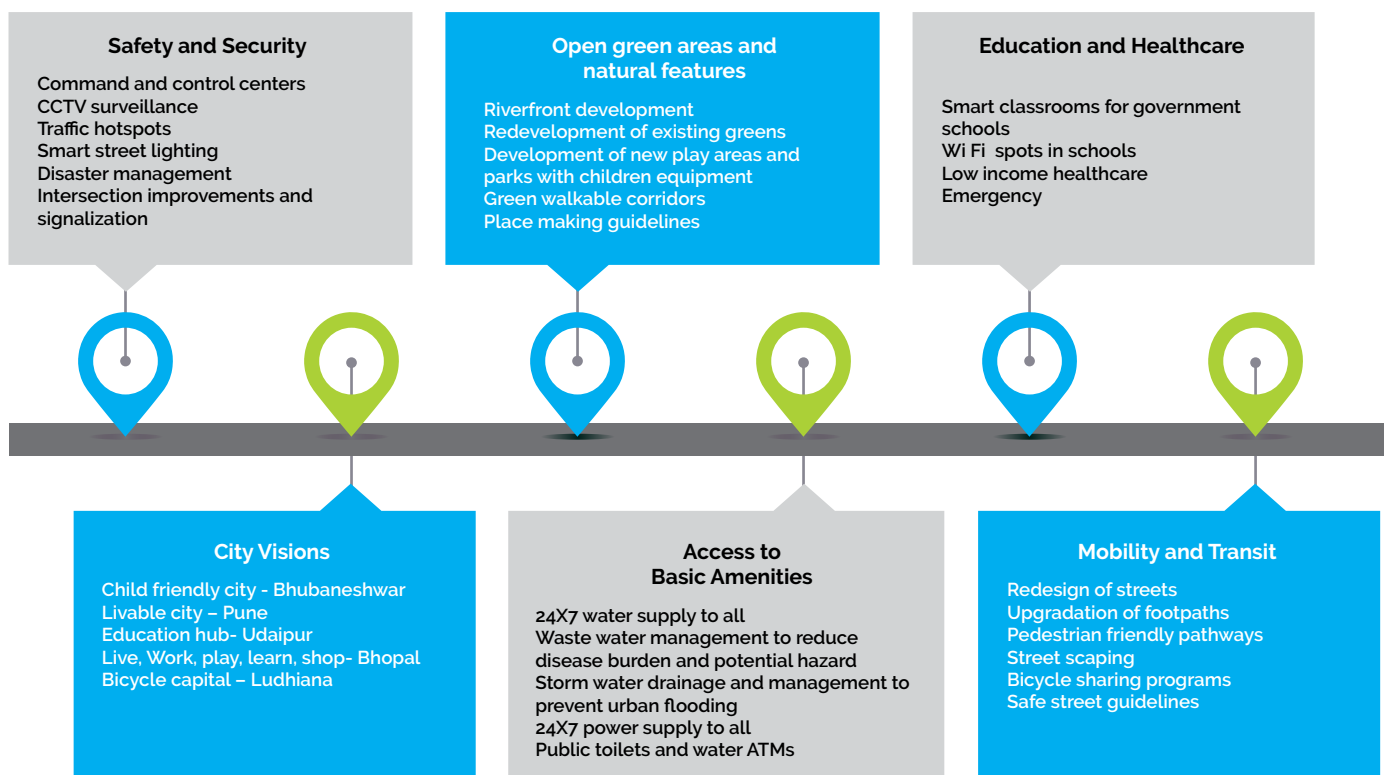 Safety and Security
Command and control centers
CCTV surveillance
Traffic hotspots
Smart street lighting
Disaster management
Intersection improvements and
signalization
Open green areas and
natural features
Riverfront development
Redevelopment of existing greens
Development of new play areas and
parks with children equipment
Green walkable corridors
Place making guidelines
Education and Healthcare
Smart classrooms for government
schools
Wi Fi  spots in schools
Low income healthcare
Emergency
City Visions
Child friendly city - Bhubaneshwar
Livable city – Pune
Education hub- Udaipur
Live, Work, play, learn, shop- Bhopal
Bicycle capital – Ludhiana
Access to
Basic Amenities
24X7 water supply to all
Waste water management to reduce
disease burden and potential hazard
Storm water drainage and management to
prevent urban flooding
24X7 power supply to all
Public toilets and water ATMs
Mobility and Transit
Redesign of streets
Upgradation of footpaths
Pedestrian friendly pathways
Street scaping
Bicycle sharing programs
Safe street guidelines